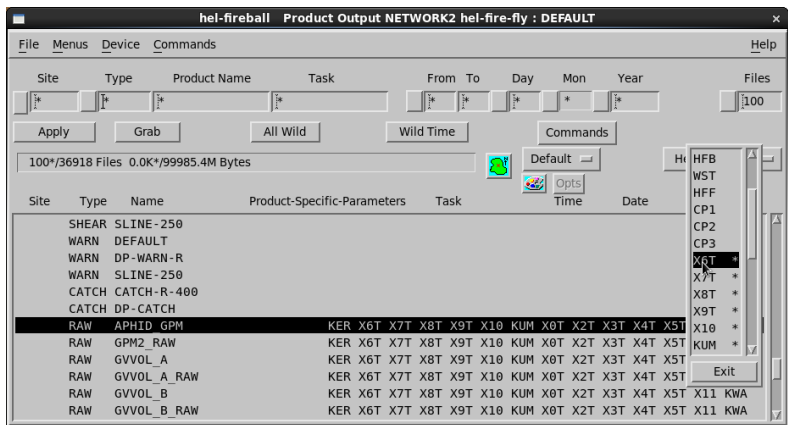 hel-fireball Product Output NETWORK2 hel-fire-fly : DEFAULT ×
File Menus Device Commands Help
Site Type Product Name Task From To Day Mon Year Files
* * * * * * * * * 100
Apply Grab All Wild Wild Time Commands
100*/36918 Files 0.0K*/99985.4M Bytes
Default
Opts
Site Type Name Product-Specific-Parameters Task Time Date
SHEAR SLINE-250
WARN DEFAULT
WARN DP-WARN-R
WARN SLINE-250
CATCH CATCH-R-400
CATCH DP-CATCH
RAW APHID_GPM KER X6T X7T X8T X9T X10 KUM X0T X2T X3T X4T X5T
RAW GPM2_RAW KER X6T X7T X8T X9T X10 KUM X0T X2T X3T X4T X5T
RAW GVVOL_A KER X6T X7T X8T X9T X10 KUM X0T X2T X3T X4T X5T
RAW GVVOL_A_RAW KER X6T X7T X8T X9T X10 KUM X0T X2T X3T X4T X5T
RAW GVVOL_B KER X6T X7T X8T X9T X10 KUM X0T X2T X3T X4T X5T X11 KWA
RAW GVVOL_B_RAW KER X6T X7T X8T X9T X10 KUM X0T X2T X3T X4T X5T X11 KWA
HFB
WST
HFF
CP1
CP2
CP3
X6T *
X7T *
X8T *
X9T *
X10 *
KUM *
Exit